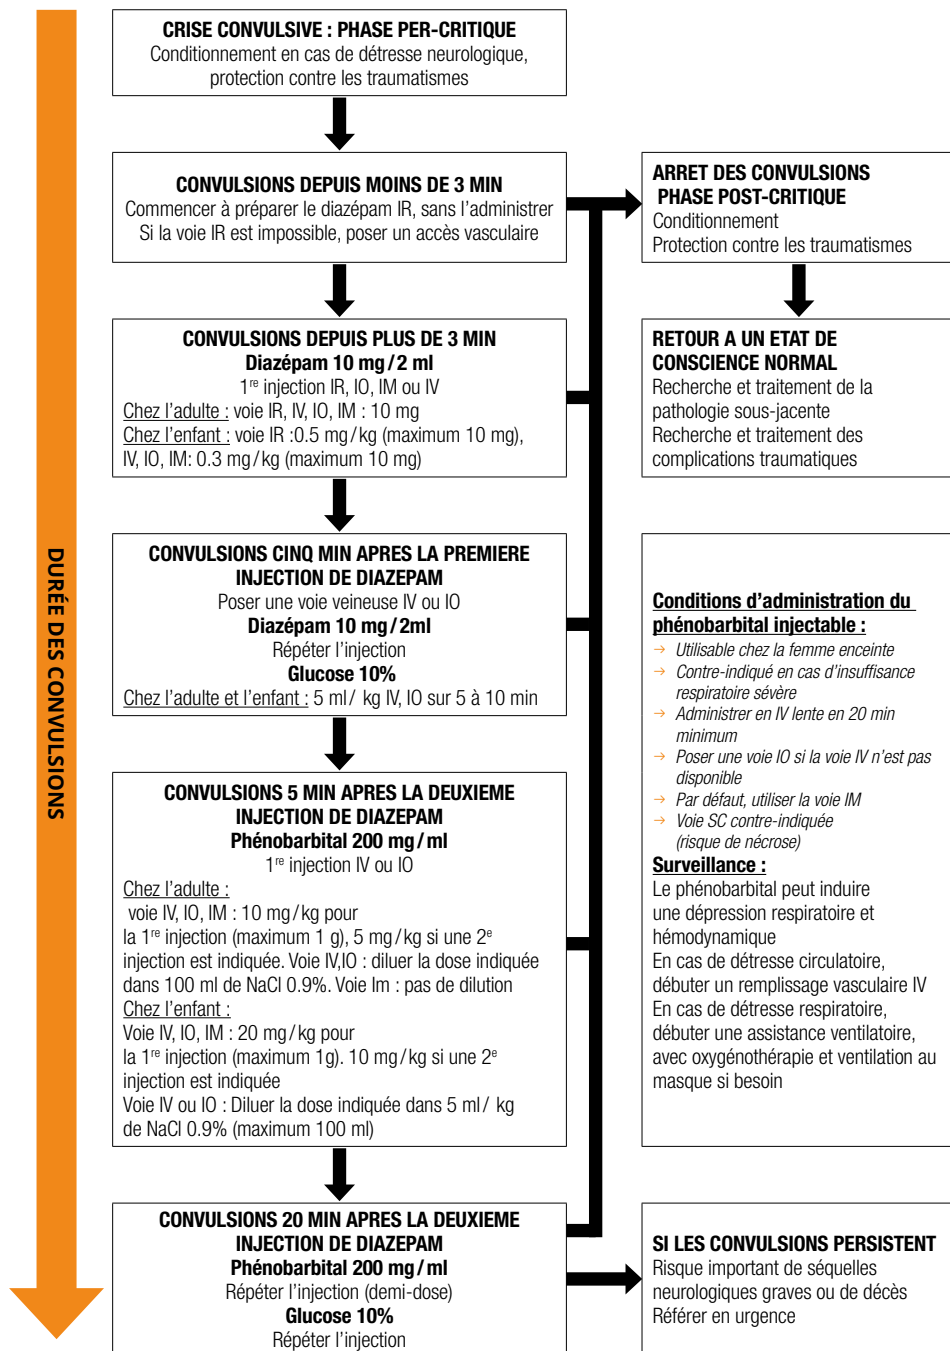 DURÉE DES CONVULSIONS
CRISE CONVULSIVE : PHASE PER-CRITIQUE
Conditionnement en cas de détresse neurologique,
protection contre les traumatismes
CONVULSIONS DEPUIS MOINS DE 3 MIN
Commencer à préparer le diazépam IR, sans l’administrer
Si la voie IR est impossible, poser un accès vasculaire
ARRET DES CONVULSIONS
PHASE POST-CRITIQUE
Conditionnement
Protection contre les traumatismes
CONVULSIONS DEPUIS PLUS DE 3 MIN
Diazépam 10 mg/2 ml
1re injection IR, IO, IM ou IV
Chez l’adulte : voie IR, IV, IO, IM : 10 mg
Chez l’enfant : voie IR :0.5 mg/kg (maximum 10 mg),
IV, IO, IM: 0.3 mg/kg (maximum 10 mg)
RETOUR A UN ETAT DE
CONSCIENCE NORMAL
Recherche et traitement de la
pathologie sous-jacente
Recherche et traitement des
complications traumatiques
CONVULSIONS CINQ MIN APRES LA PREMIERE
INJECTION DE DIAZEPAM
Poser une voie veineuse IV ou IO
Diazépam 10 mg/2ml
Répéter l’injection
Glucose 10%
Chez l’adulte et l’enfant : 5 ml/ kg IV, IO sur 5 à 10 min
CONVULSIONS 5 MIN APRES LA DEUXIEME
INJECTION DE DIAZEPAM
Phénobarbital 200 mg/ml
1re injection IV ou IO
Chez l’adulte :
voie IV, IO, IM : 10 mg/kg pour
la 1re injection (maximum 1 g), 5 mg/kg si une 2e
injection est indiquée. Voie IV,IO : diluer la dose indiquée
dans 100 ml de NaCl 0.9%. Voie Im : pas de dilution
Chez l’enfant :
Voie IV, IO, IM : 20 mg/kg pour
la 1re injection (maximum 1g). 10 mg/kg si une 2e
injection est indiquée
Voie IV ou IO : Diluer la dose indiquée dans 5 ml/ kg
de NaCl 0.9% (maximum 100 ml)
Conditions d’administration du
phénobarbital injectable :
→ Utilisable chez la femme enceinte
→ Contre-indiqué en cas d’insuffisance
respiratoire sévère
→ Administrer en IV lente en 20 min
minimum
→ Poser une voie IO si la voie IV n’est pas
disponible
→ Par défaut, utiliser la voie IM
→ Voie SC contre-indiquée
(risque de nécrose)
Surveillance :
Le phénobarbital peut induire
une dépression respiratoire et
hémodynamique
En cas de détresse circulatoire,
débuter un remplissage vasculaire IV
En cas de détresse respiratoire,
débuter une assistance ventilatoire,
avec oxygénothérapie et ventilation au
masque si besoin
CONVULSIONS 20 MIN APRES LA DEUXIEME
INJECTION DE DIAZEPAM
Phénobarbital 200 mg/ml
Répéter l’injection (demi-dose)
Glucose 10%
Répéter l’injection
SI LES CONVULSIONS PERSISTENT
Risque important de séquelles
neurologiques graves ou de décès
Référer en urgence